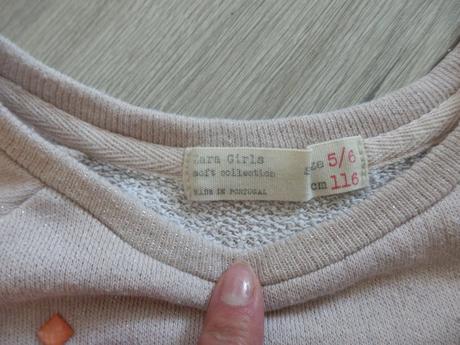 Zara Girls
soft collection
MADE IN PORTUGAL
size 5/6
cm 116